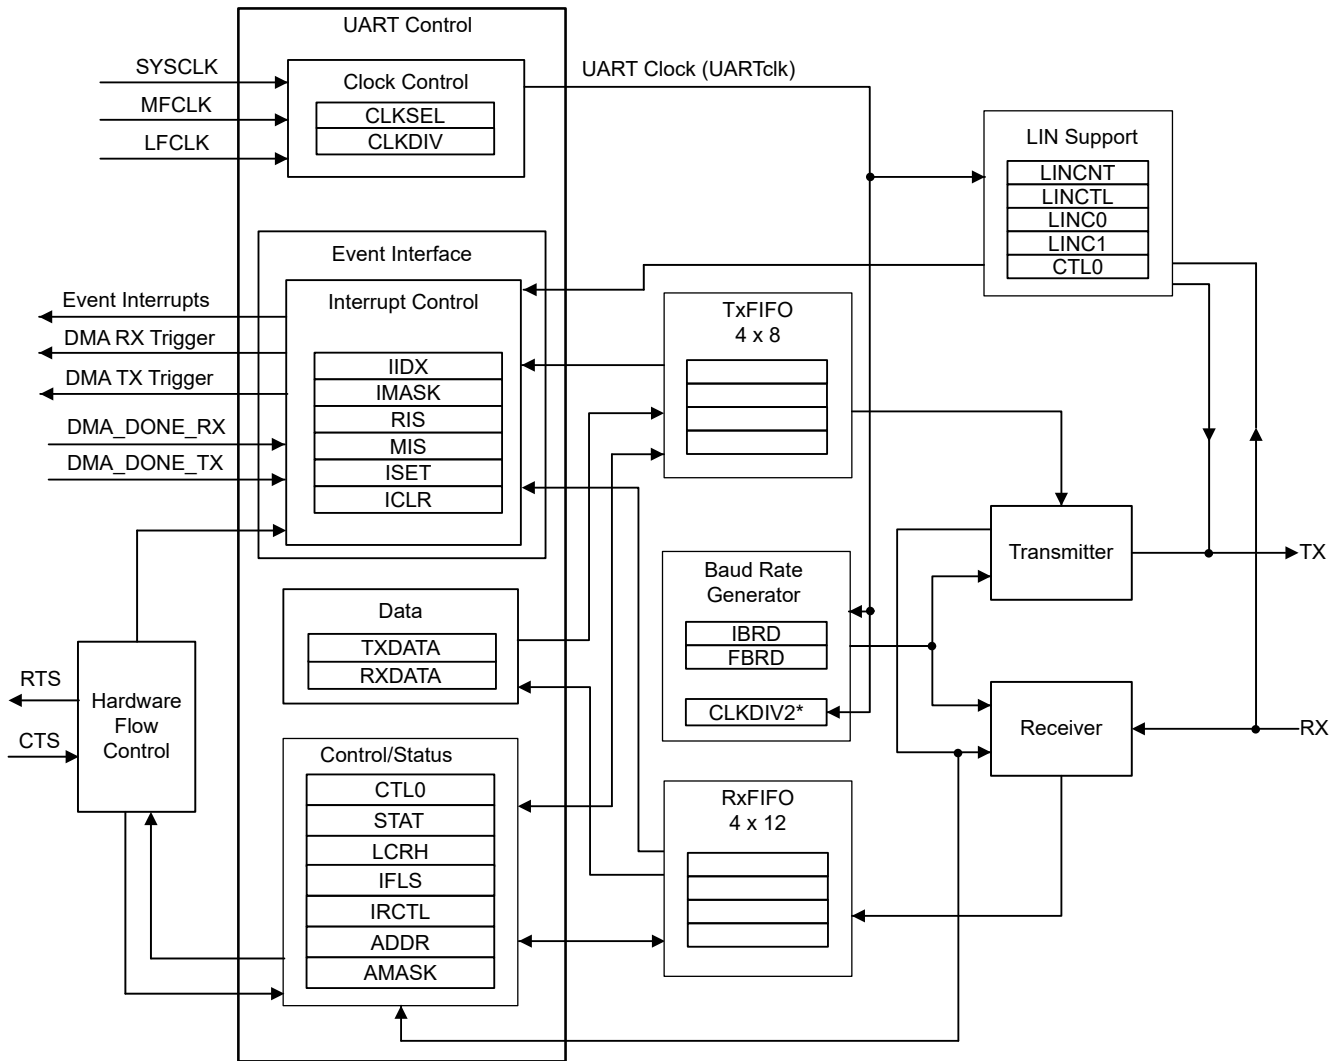 UART Control
SYSCLK
MFCLK
LFCLK
Clock Control
CLKSEL
CLKDIV
UART Clock (UARTclk)
LIN Support
LINCNT
LINCTL
LINC0
LINC1
CTL0
Event Interface
Interrupt Control
IIDX
IMASK
RIS
MIS
ISET
ICLR
Event Interrupts
DMA RX Trigger
DMA TX Trigger
DMA_DONE_RX
DMA_DONE_TX
TxFIFO
4 x 8
Transmitter
TX
Baud Rate
Generator
IBRD
FBRD
CLKDIV2*
Data
TXDATA
RXDATA
RTS
CTS
Hardware
Flow
Control
Receiver
RX
Control/Status
CTL0
STAT
LCRH
IFLS
IRCTL
ADDR
AMASK
RxFIFO
4 x 12